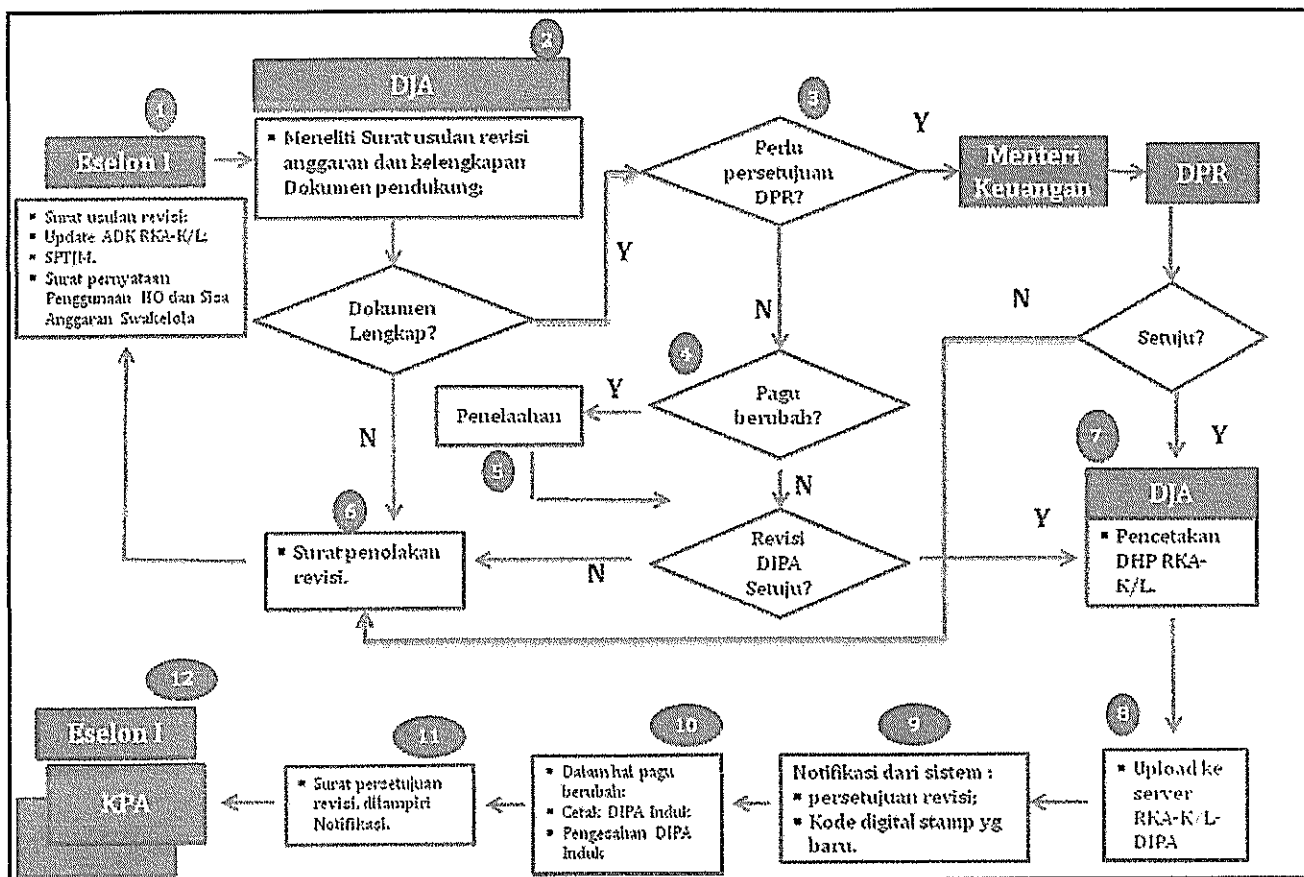 1
Eselon I
Surat usulan revisi;
Update ADK RKA-K/L;
SPTJM.
Surat pernyataan
Penggunaan HO dan Sisa
Anggaran Swakelola
2
DJA
Meneliti Surat usulan revisi
anggaran dan kelengkapan
Dokumen pendukung;
Dokumen
Lengkap?
Y
N
3
Perlu
persetujuan
DPR?
Y
N
Menteri
Keuangan
DPR
Setuju?
N
Y
4
Pagu
berubah?
Y
N
Penelaahan
5
6
Surat penolakan
revisi.
Revisi
DIPA
Setuju?
N
Y
7
DJA
Pencetakan
DHP RKA-
K/L.
8
Upload ke
server
RKA-K/L-
DIPA
9
Notifikasi dari sistem :
persetujuan revisi;
Kode digital stamp yg
baru.
10
Dalam hal pagu
berubah:
Cetak DIPA Induk
Pengesahan DIPA
Induk
11
Surat persetujuan
revisi. dilampiri
Notifikasi.
12
Eselon I
KPA